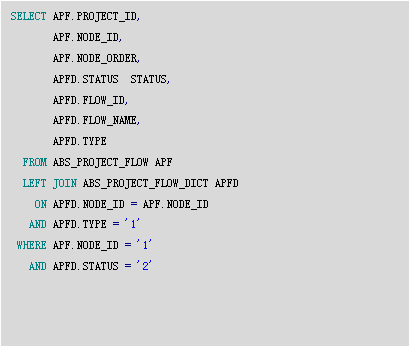 SELECT APF.PROJECT_ID,
APF.NODE_ID,
APF.NODE_ORDER,
APFD.STATUS  STATUS,
APFD.FLOW_ID,
APFD.FLOW_NAME,
APFD.TYPE
FROM ABS_PROJECT_FLOW APF
LEFT JOIN ABS_PROJECT_FLOW_DICT APFD
ON APFD.NODE_ID = APF.NODE_ID
AND APFD.TYPE = '1'
WHERE APF.NODE_ID = '1'
AND APFD.STATUS = '2'